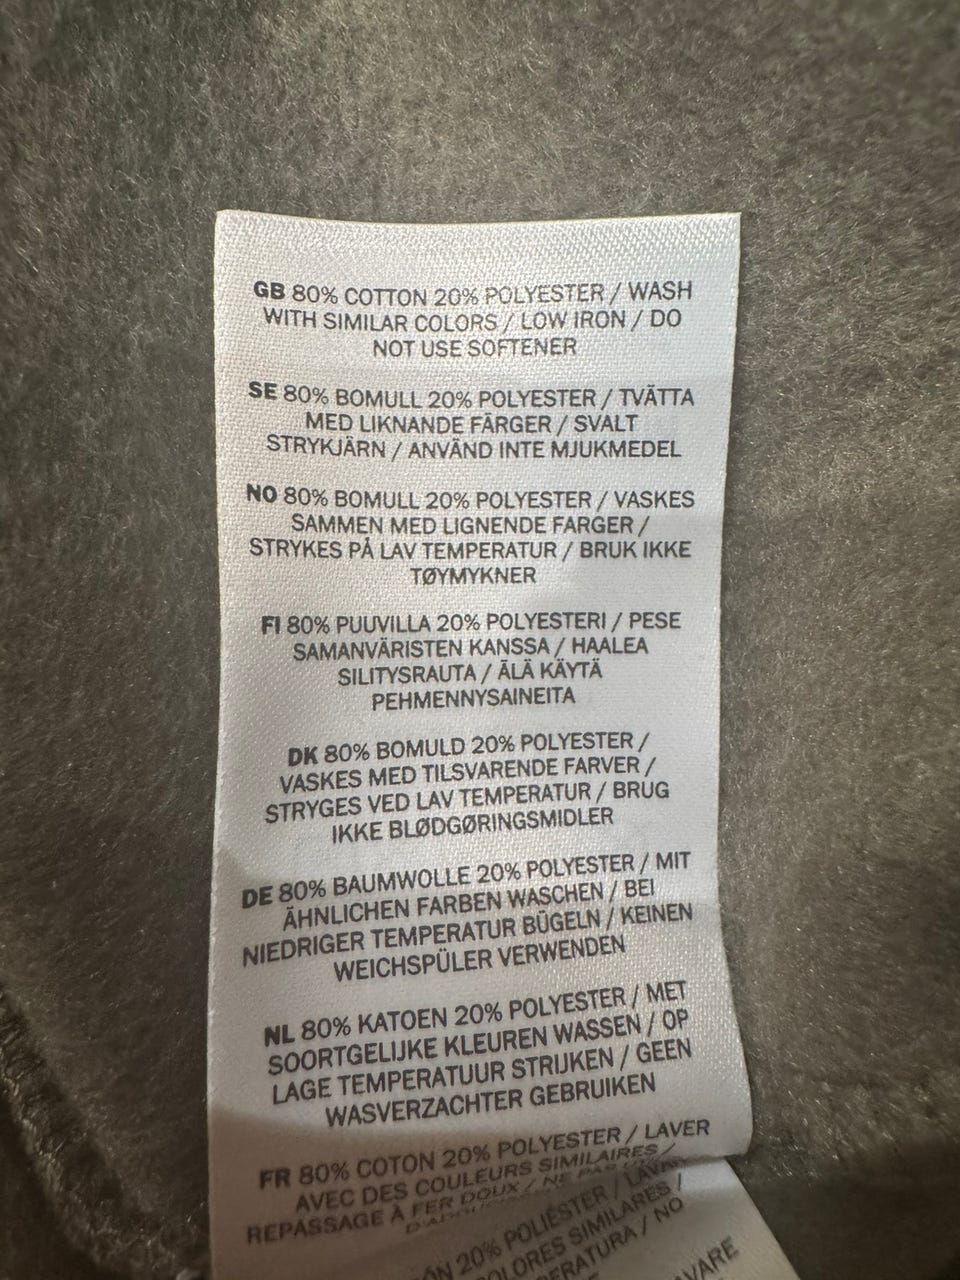 GB 80% COTTON 20% POLYESTER / WASH
WITH SIMILAR COLORS / LOW IRON / DO
NOT USE SOFTENER
SE 80% BOMULL 20% POLYESTER / TVÄTTA
MED LIKNANDE FÄRGER / SVALT
STRYKJÄRN / ANVÄND INTE MJUKMEDEL
NO 80% BOMULL 20% POLYESTER / VASKES
SAMMEN MED LIGNENDE FARGER /
STRYKES PÅ LAV TEMPERATUR / BRUK IKKE
TØYMYKNER
FI 80% PUUVILLA 20% POLYESTERI / PESE
SAMANVÄRISTEN KANSSA / HAALEA
SILITYSRAUTA / ÄLÄ KÄYTÄ
PEHMENNYSAINEITA
DK 80% BOMULD 20% POLYESTER /
VASKES MED TILSVARENDE FARVER /
STRYGES VED LAV TEMPERATUR / BRUG
IKKE BLØDGØRINGSMIDLER
DE 80% BAUMWOLLE 20% POLYESTER / MIT
ÄHNLICHEN FARBEN WASCHEN / BEI
NIEDRIGER TEMPERATUR BÜGELN / KEINEN
WEICHSPÜLER VERWENDEN
NL 80% KATOEN 20% POLYESTER / MET
SOORTGELIJKE KLEUREN WASSEN / OP
LAGE TEMPERATUUR STRIJKEN / GEEN
WASVERZACHTER GEBRUIKEN
FR 80% COTON 20% POLYESTER / LAVER
AVEC DES COULEURS SIMILAIRES /
REPASSAGE À FER DOUX / NE PAS
20% POLIÉSTER /
SIMILARES /
/ NO